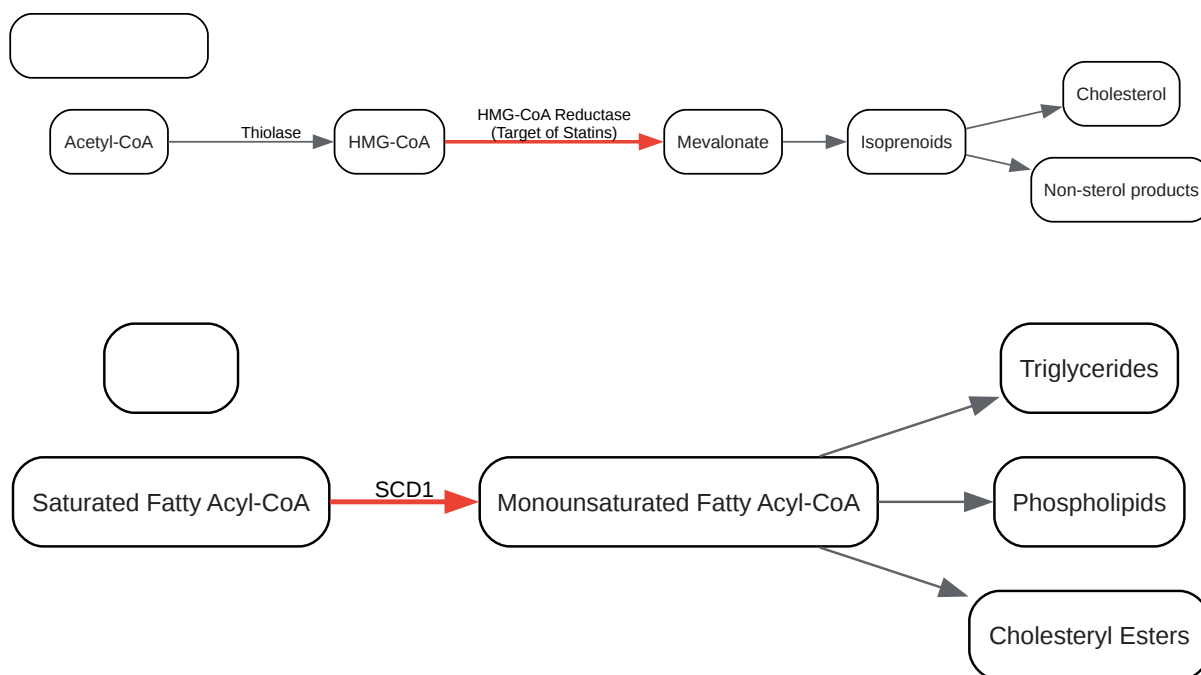 Acetyl-CoA
Thiolase
HMG-CoA
HMG-CoA Reductase
(Target of Statins)
Mevalonate
Isoprenoids
Cholesterol
Non-sterol products
Saturated Fatty Acyl-CoA
SCD1
Monounsaturated Fatty Acyl-CoA
Triglycerides
Phospholipids
Cholesteryl Esters